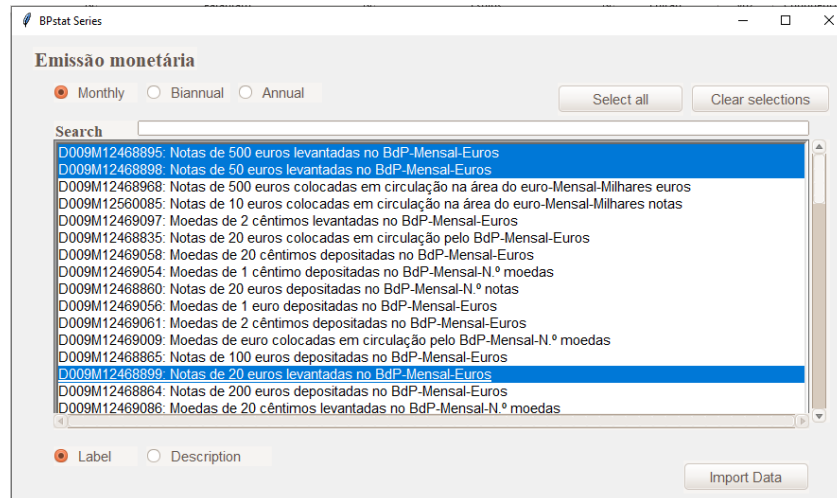 BPstat Series
Emissão monetária
Monthly Biannual Annual
Select all Clear selections
Search
D009M12468895: Notas de 500 euros levantadas no BdP-Mensal-Euros
D009M12468898: Notas de 50 euros levantadas no BdP-Mensal-Euros
D009M12468968: Notas de 500 euros colocadas em circulação na área do euro-Mensal-Milhares euros
D009M12560085: Notas de 10 euros colocadas em circulação na área do euro-Mensal-Milhares notas
D009M12469097: Moedas de 2 cêntimos levantadas no BdP-Mensal-Euros
D009M12468835: Notas de 20 euros colocadas em circulação pelo BdP-Mensal-Euros
D009M12469058: Moedas de 20 cêntimos depositadas no BdP-Mensal-Euros
D009M12469054: Moedas de 1 cêntimo depositadas no BdP-Mensal-N.º moedas
D009M12468860: Notas de 20 euros depositadas no BdP-Mensal-N.º notas
D009M12469056: Moedas de 1 euro depositadas no BdP-Mensal-Euros
D009M12469061: Moedas de 2 cêntimos depositadas no BdP-Mensal-Euros
D009M12469009: Moedas de euro colocadas em circulação pelo BdP-Mensal-N.º moedas
D009M12468865: Notas de 100 euros depositadas no BdP-Mensal-Euros
D009M12468899: Notas de 20 euros levantadas no BdP-Mensal-Euros
D009M12468864: Notas de 200 euros depositadas no BdP-Mensal-Euros
D009M12469086: Moedas de 20 cêntimos levantadas no BdP-Mensal-N.º moedas
Label Description
Import Data